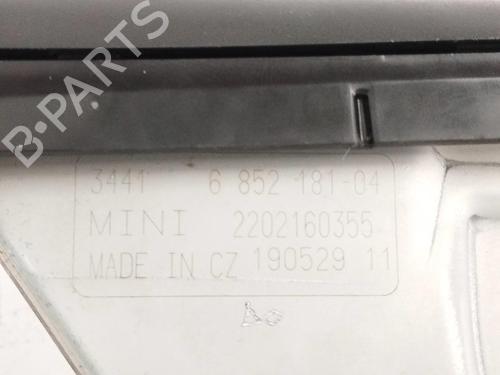 B-PARTS
3441 6 852 181-04
MINI 2202160355
MADE IN CZ 190529 11